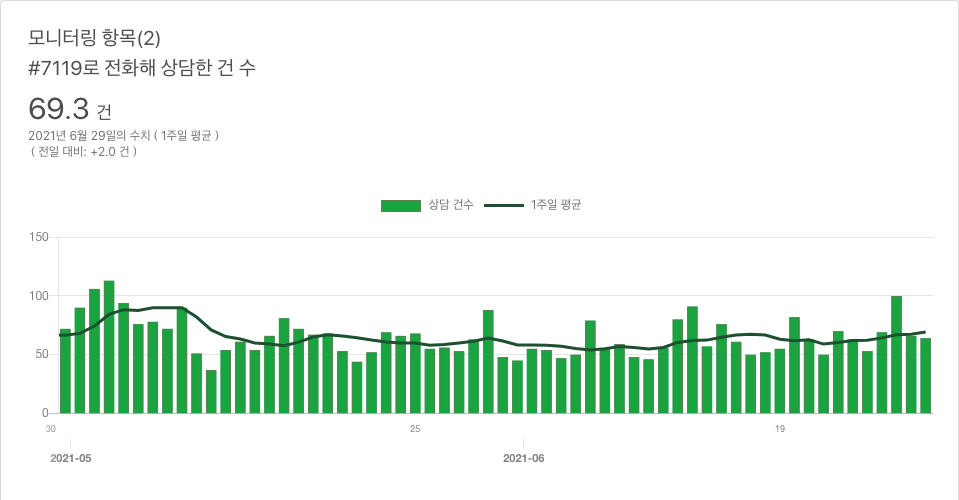 모니터링 항목(2)
#7119로 전화해 상담한 건 수
69.3 건
2021년 6월 29일의 수치 ( 1주일 평균 )
( 전일 대비: +2.0 건 )
상담 건수 1주일 평균
150
100
50
0
30 25 19
2021-05 2021-06